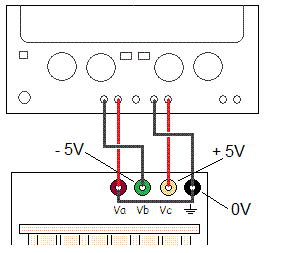 - 5V
+ 5V
Va Vb Vc
0V